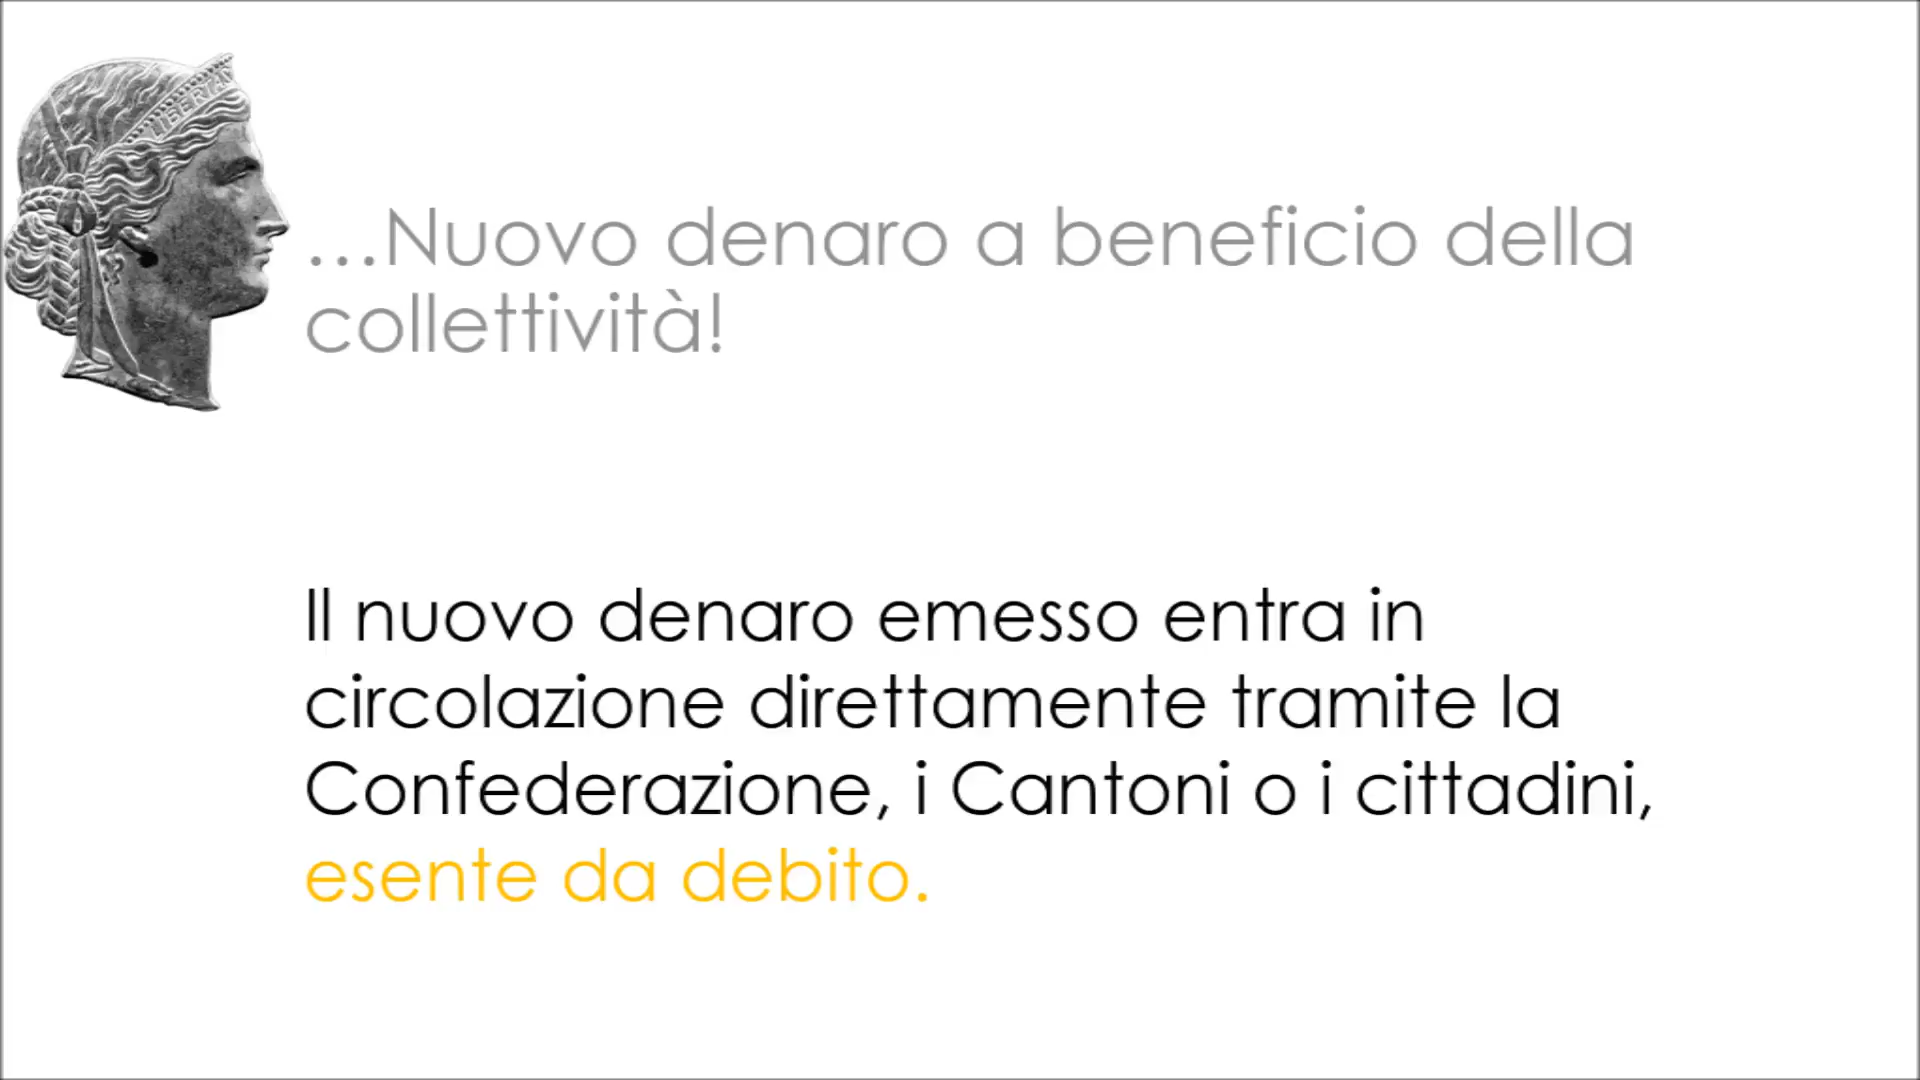 LIBERTAS
…Nuovo denaro a beneficio della
collettività!
Il nuovo denaro emesso entra in
circolazione direttamente tramite la
Confederazione, i Cantoni o i cittadini,
esente da debito.